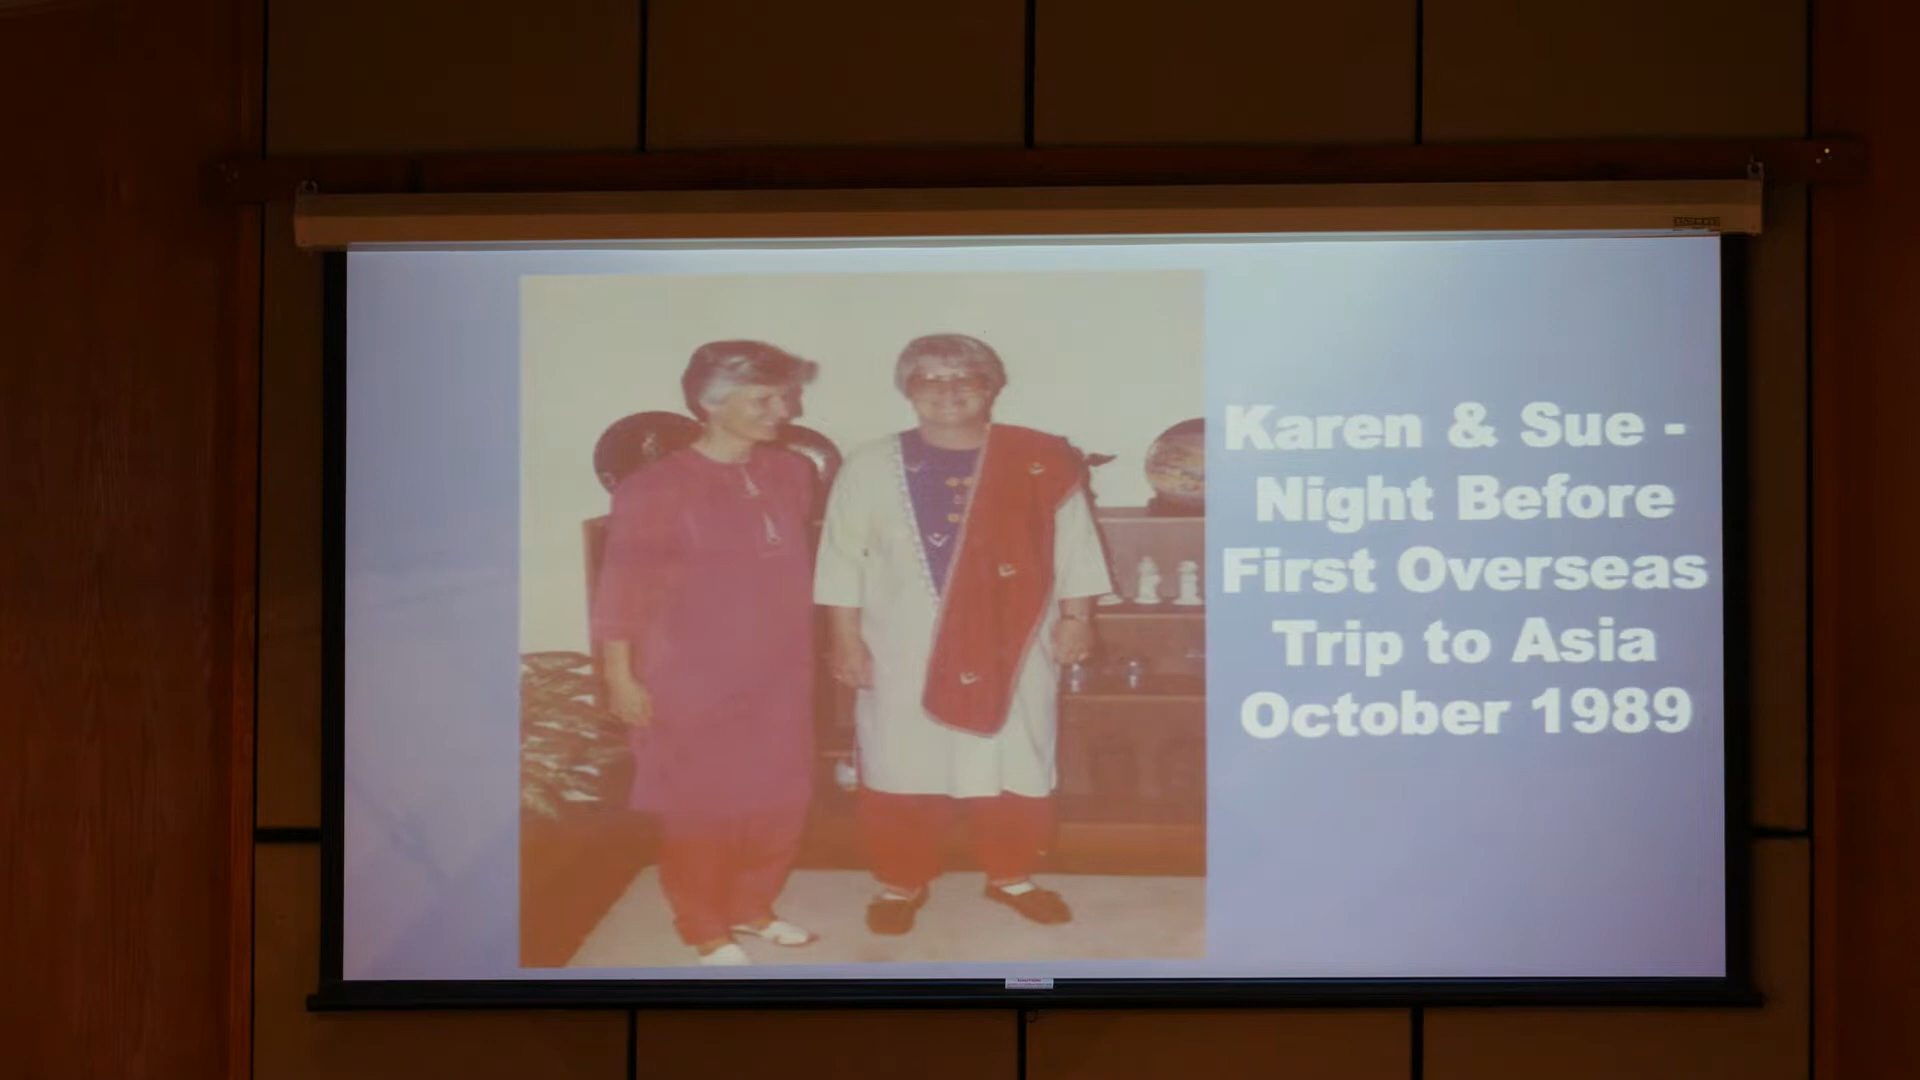 Karen & Sue -
Night Before
First Overseas
Trip to Asia
October 1989